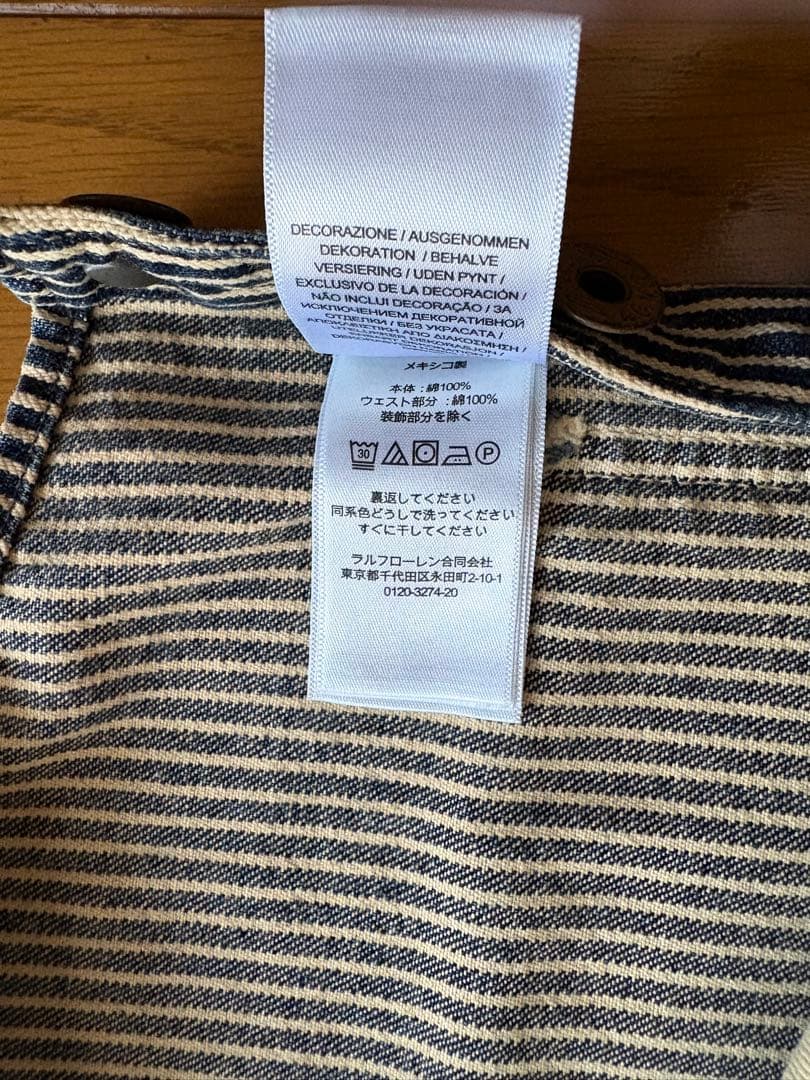 DECORAZIONE / AUSGENOMMEN
DEKORATION / BEHALVE
VERSIERING / UDEN PYNT /
EXCLUSIVO DE LA DECORACIÓN /
NÃO INCLUI DECORAÇÃO / ЗА
ИСКЛЮЧЕНИЕМ ДЕКОРАТИВНОЙ
ОТДЕЛКИ / БЕЗ УКРАСАТА /
ΑΠΟΚΛΕΙΣΤΙΚΗ ΑΠΟ ΔΙΑΚΟΣΜΗΣΗ /
メキシコ製
本体 : 綿100%
ウェスト部分 : 綿100%
装飾部分を除く
30 P
裏返してください
同系色どうしで洗ってください
すぐに干してください
ラルフローレン合同会社
東京都千代田区永田町2-10-1
0120-3274-20